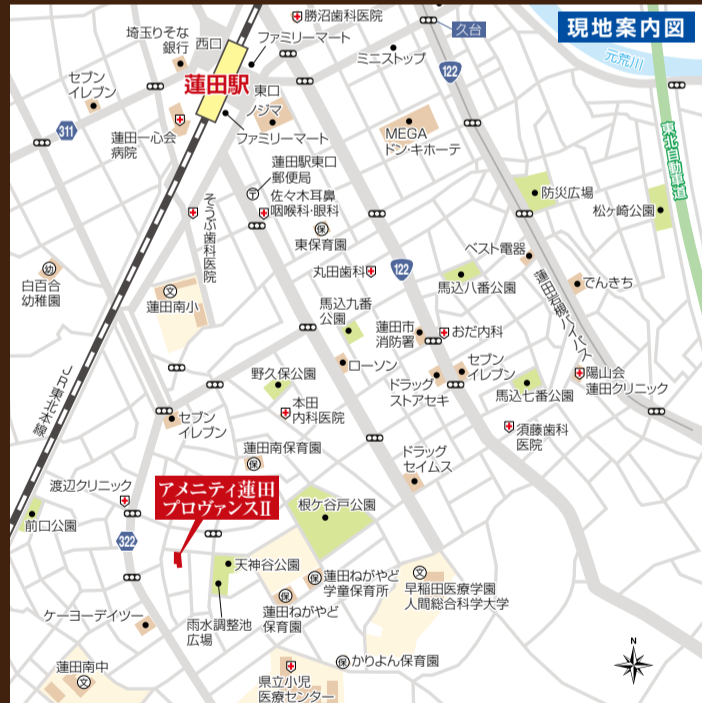 現地案内図
勝沼歯科医院
久台
元荒川
埼玉りそな
銀行
西口
ファミリーマート
ミニストップ
122
セブン
イレブン
蓮田駅
東口
ノジマ
311
蓮田一心会
病院
ファミリーマート
MEGA
ドン・キホーテ
東北自動車道
蓮田駅東口
郵便局
佐々木耳鼻
咽喉科・眼科
そうぶ歯科医院
防災広場
松ヶ崎公園
保
東保育園
ベスト電器
幼
白百合
幼稚園
文
蓮田南小
丸田歯科
122
馬込八番公園
でんきち
蓮田岩槻バイパス
馬込九番
公園
蓮田市
消防署
おだ内科
JR東北本線
野久保公園
ローソン
ドラッグ
ストアセキ
セブン
イレブン
陽山会
蓮田クリニック
馬込七番公園
セブン
イレブン
本田
内科医院
須藤歯科
医院
蓮田南保育園
保
ドラッグ
セイムス
渡辺クリニック
アメニティ蓮田
プロヴァンスⅡ
根ケ谷戸公園
前口公園
322
天神谷公園
保
蓮田ねがやど
学童保育所
文
早稲田医療学園
人間総合科学大学
保
蓮田ねがやど
保育園
ケーヨーデイツー
雨水調整池
広場
蓮田南中
文
保
かりよん保育園
県立小児
医療センター
N